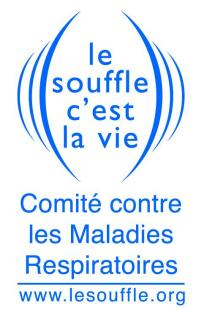 le
souffle
c'est
la vie
Comité contre
les Maladies
Respiratoires
www.lesouffle.org